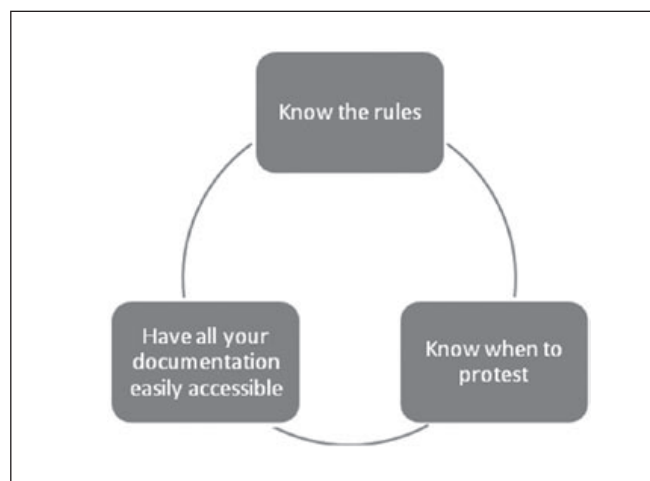 Know the rules
Know when to
protest
Have all your
documentation
easily accessible